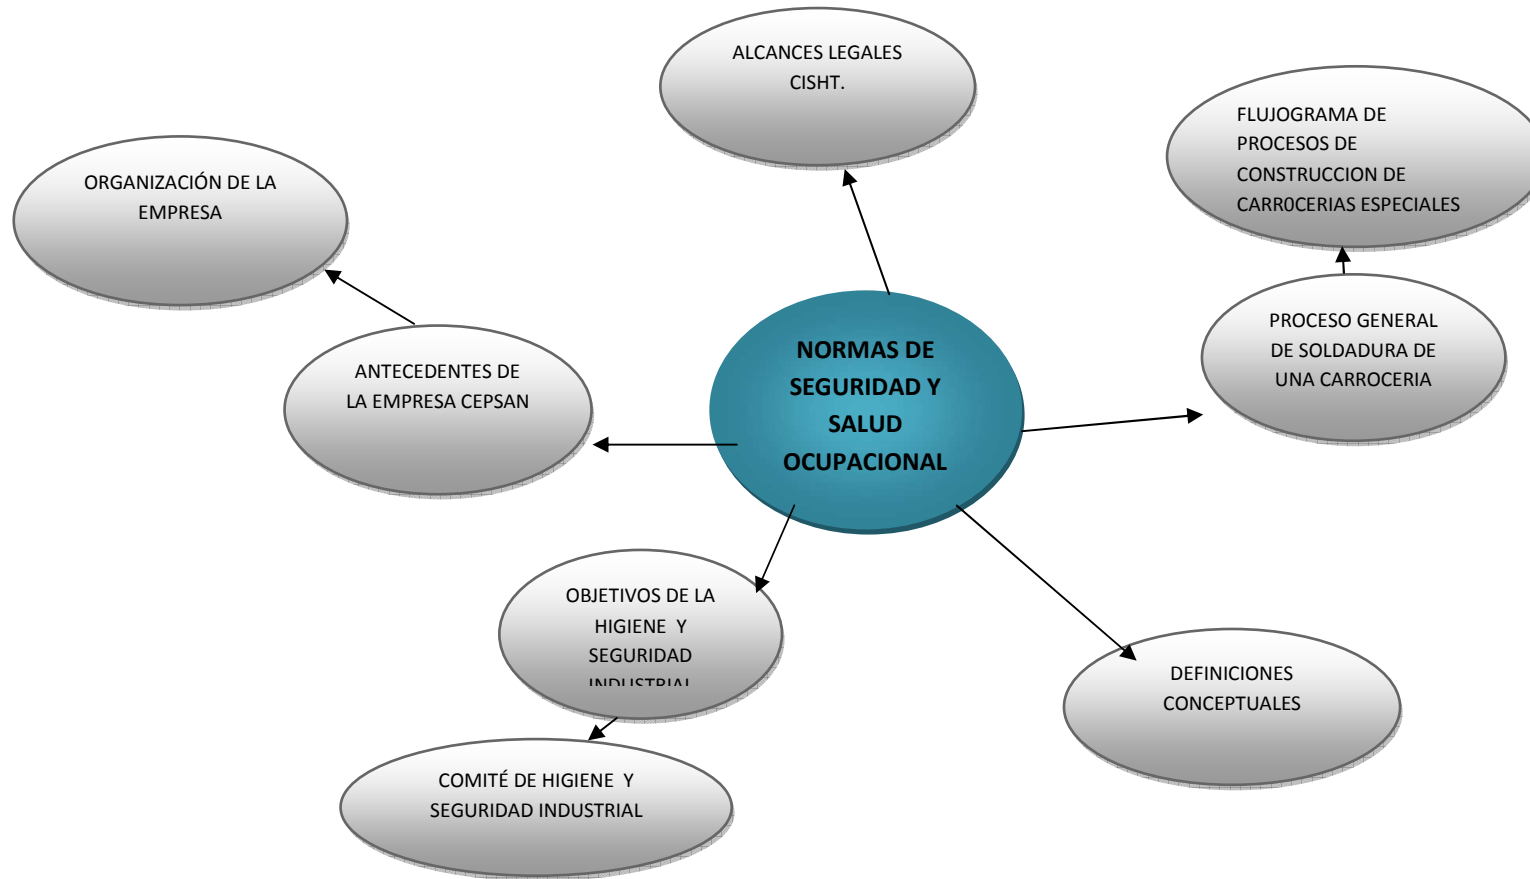 ALCANCES LEGALES
CISHT.
FLUJOGRAMA DE
PROCESOS DE
CONSTRUCCION DE
CARR0CERIAS ESPECIALES
ORGANIZACIÓN DE LA
EMPRESA
PROCESO GENERAL
DE SOLDADURA DE
UNA CARROCERIA
NORMAS DE
SEGURIDAD Y
SALUD
OCUPACIONAL
ANTECEDENTES DE
LA EMPRESA CEPSAN
OBJETIVOS DE LA
HIGIENE Y
SEGURIDAD
INDUSTRIAL
DEFINICIONES
CONCEPTUALES
COMITÉ DE HIGIENE Y
SEGURIDAD INDUSTRIAL